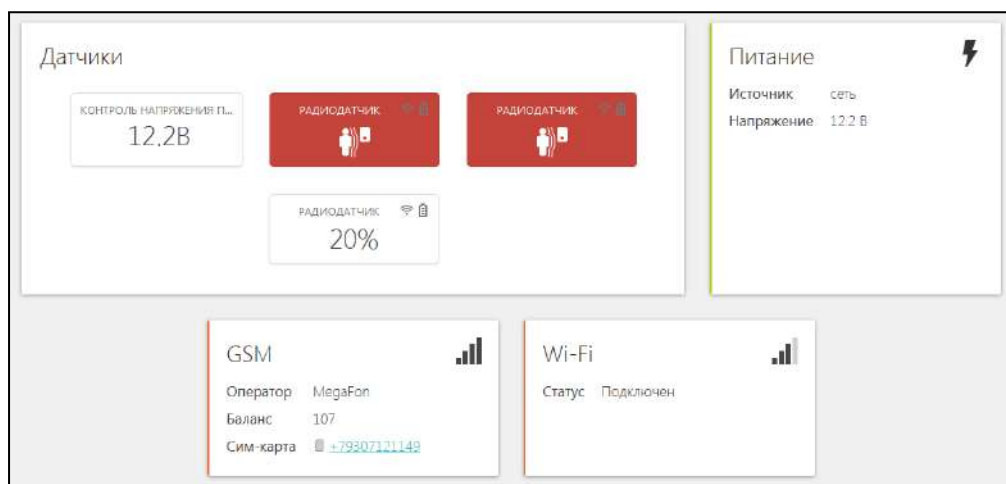 Датчики
КОНТРОЛЬ НАПРЯЖЕНИЯ П...
12,2В
РАДИОДАТЧИК
РАДИОДАТЧИК
РАДИОДАТЧИК
20%
Питание
Источник сеть
Напряжение 12.2 В
GSM
Оператор MegaFon
Баланс 107
Сим-карта +79307121149
Wi-Fi
Статус Подключен